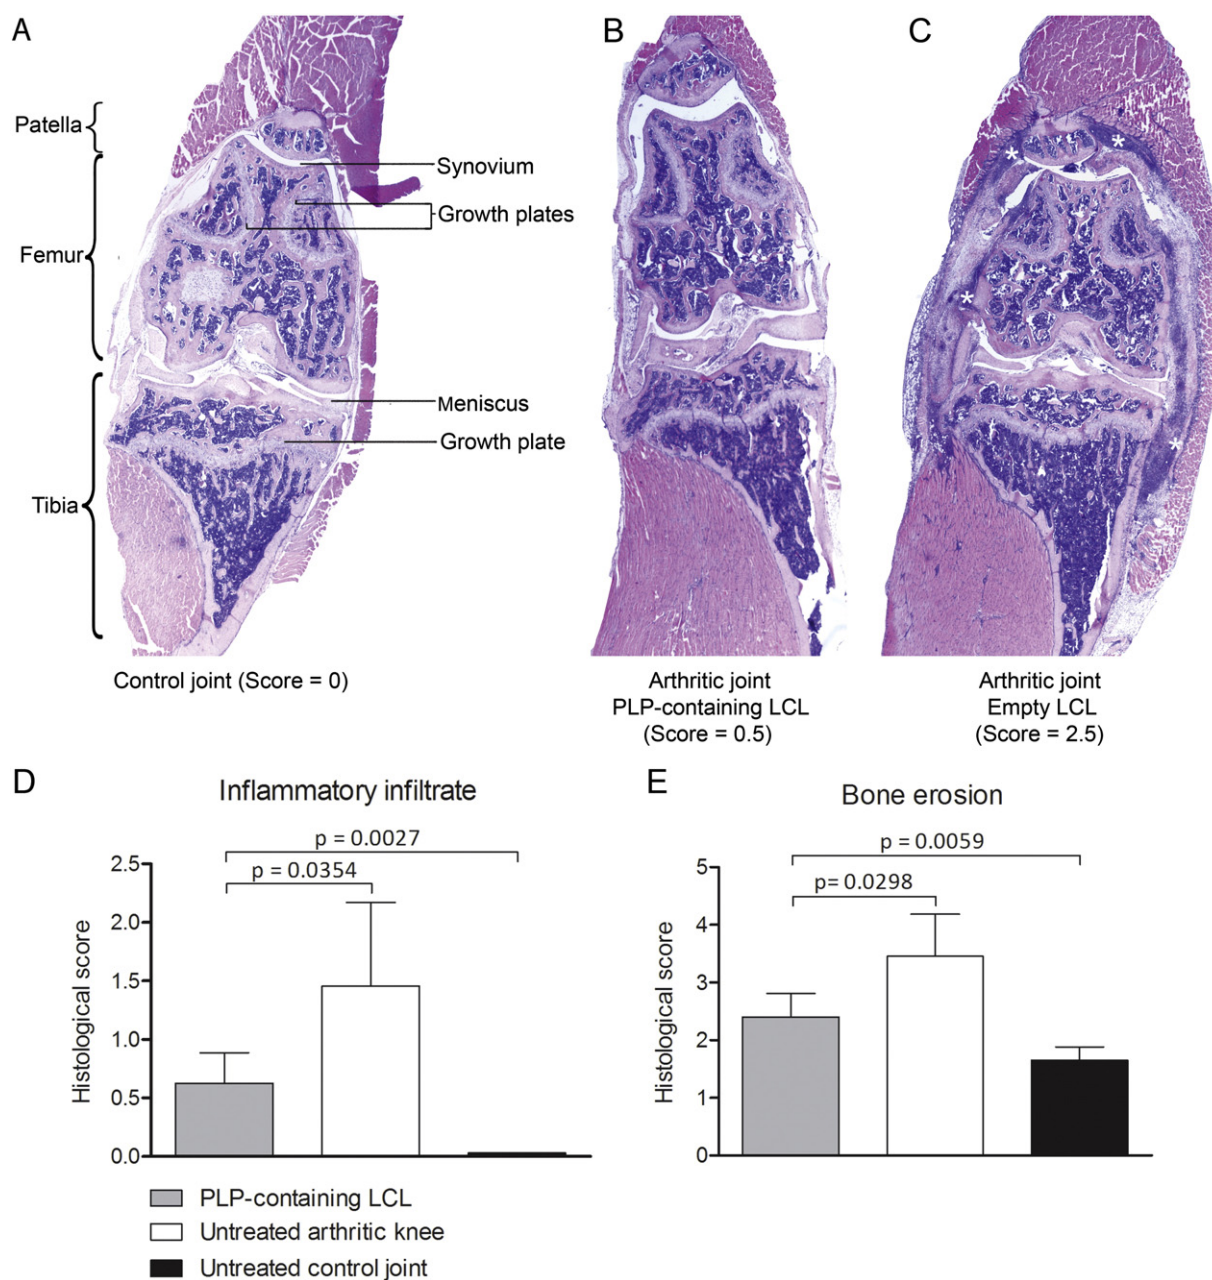 A
B
C
Patella
Femur
Tibia
Synovium
Growth plates
Meniscus
Growth plate
*
*
*
*
Control joint (Score = 0)
Arthritic joint
PLP-containing LCL
(Score = 0.5)
Arthritic joint
Empty LCL
(Score = 2.5)
D
Inflammatory infiltrate
p = 0.0027
p = 0.0354
Histological score
2.5
2.0
1.5
1.0
0.5
0.0
PLP-containing LCL
Untreated arthritic knee
Untreated control joint
E
Bone erosion
p = 0.0059
p= 0.0298
Histological score
5
4
3
2
1
0